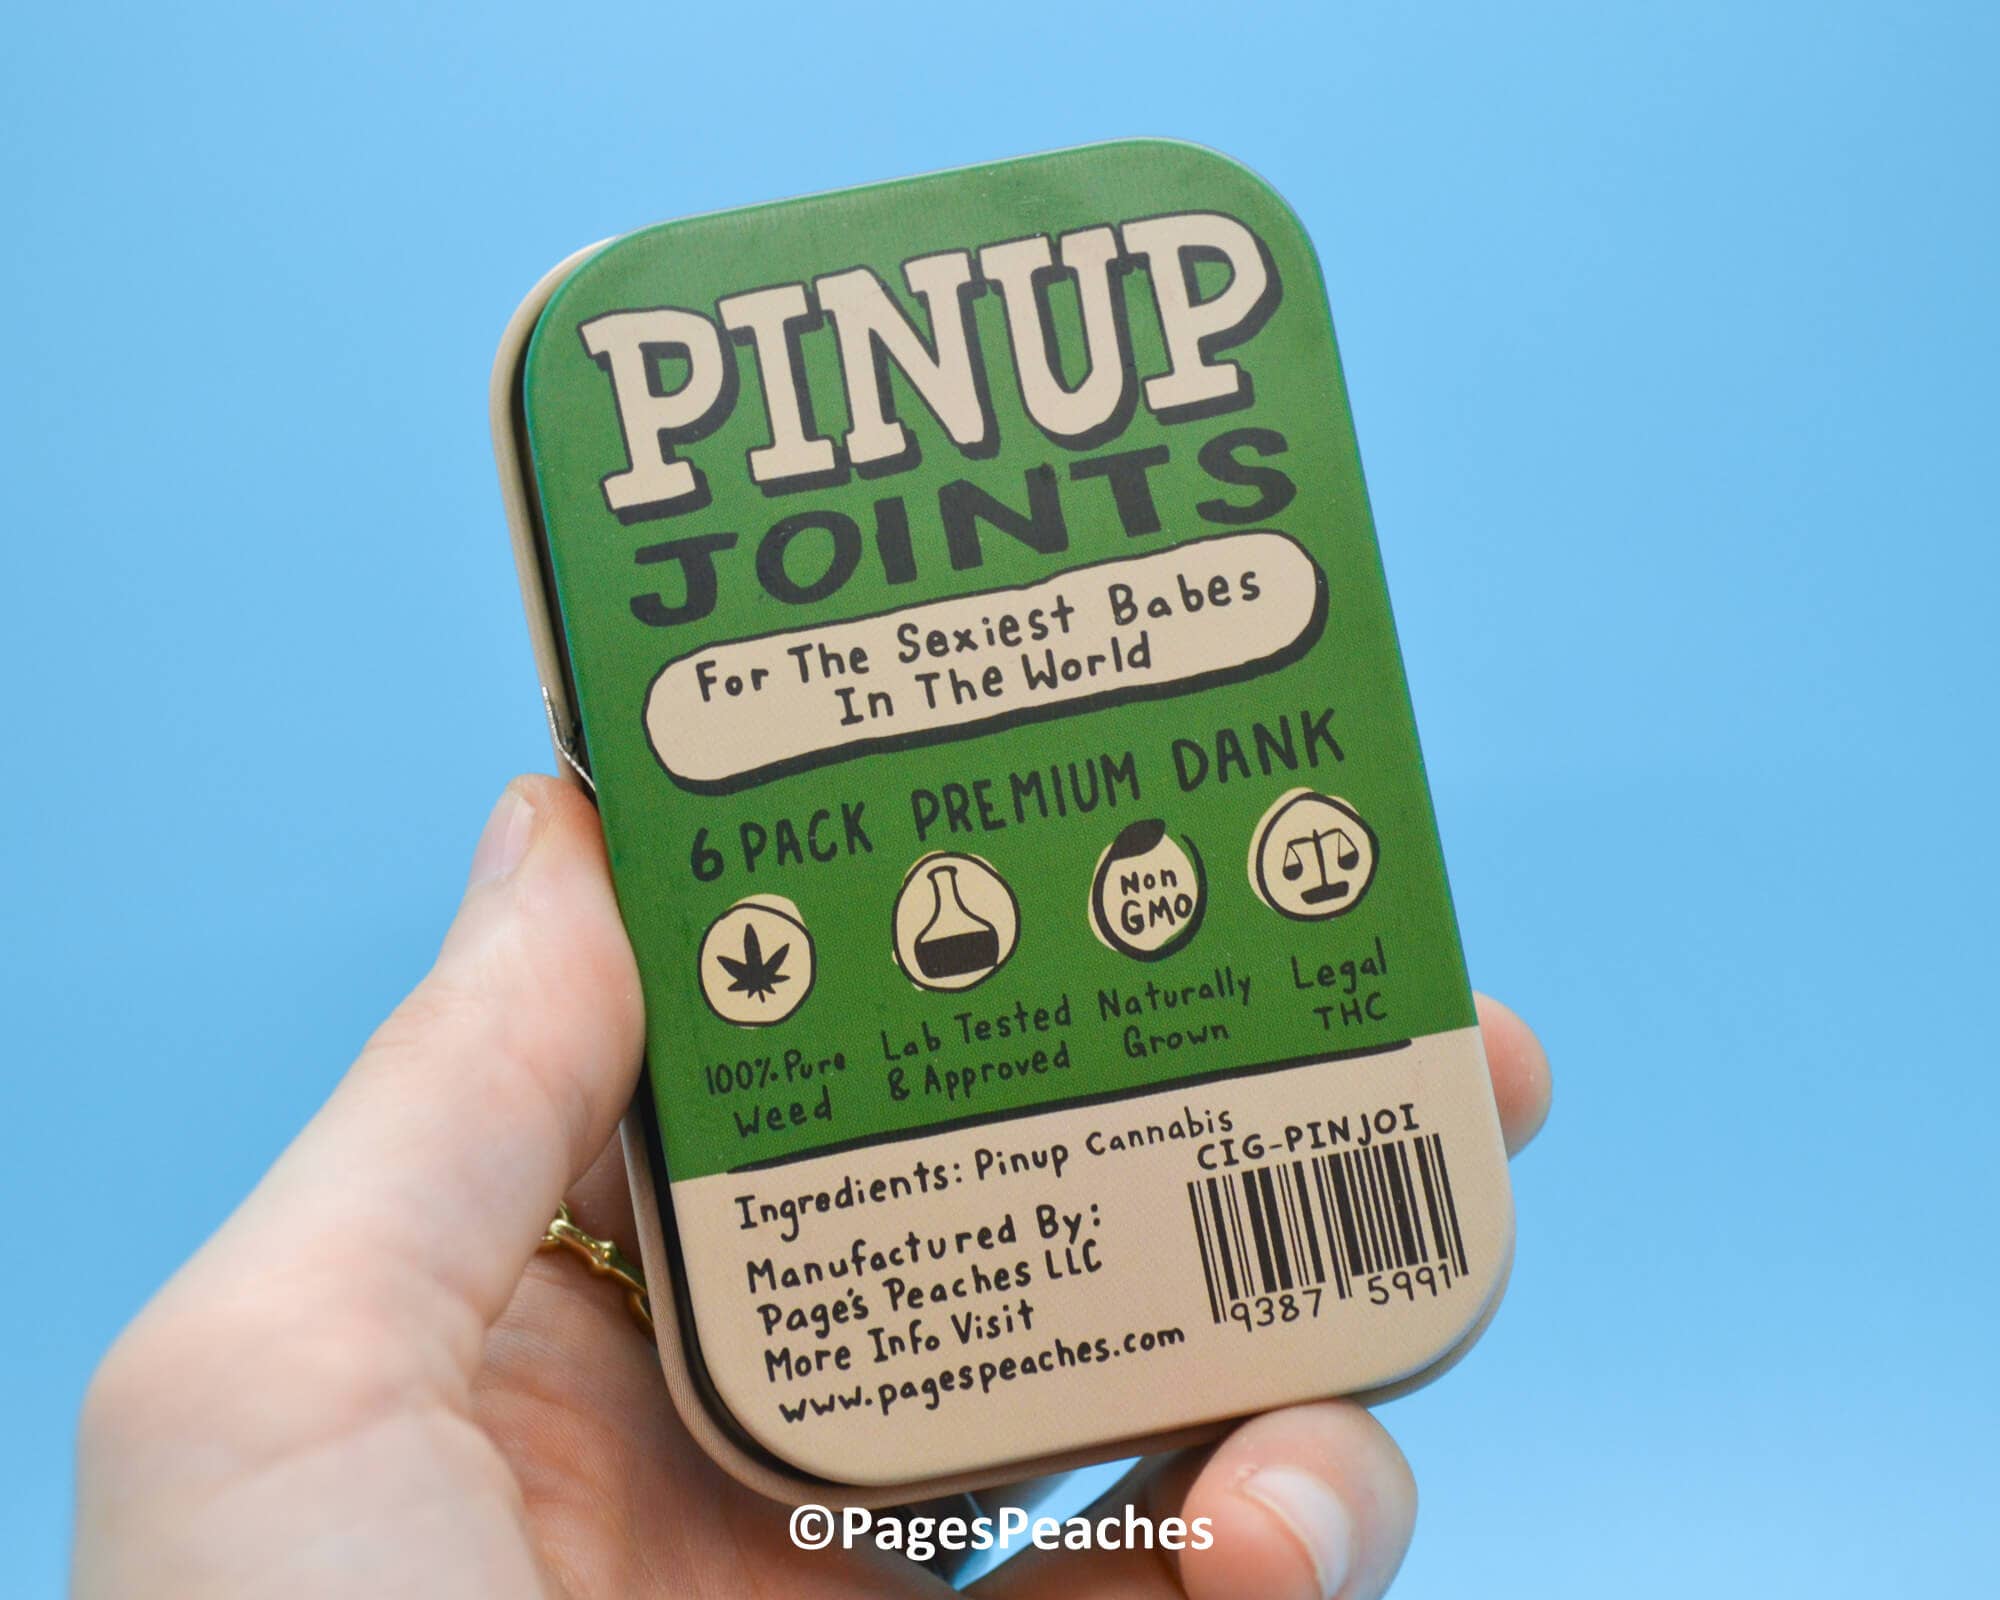 PINUP
JOINTS
For The Sexiest Babes
In The World
6 PACK PREMIUM DANK
Non
GMO
100% Pure
Weed
Lab Tested
& Approved
Naturally
Grown
Legal
THC
Ingredients: Pinup Cannabis
Manufactured By:
Page's Peaches LLC
More Info Visit
www.pagespeaches.com
CIG-PINJOI
9387 5991
©PagesPeaches